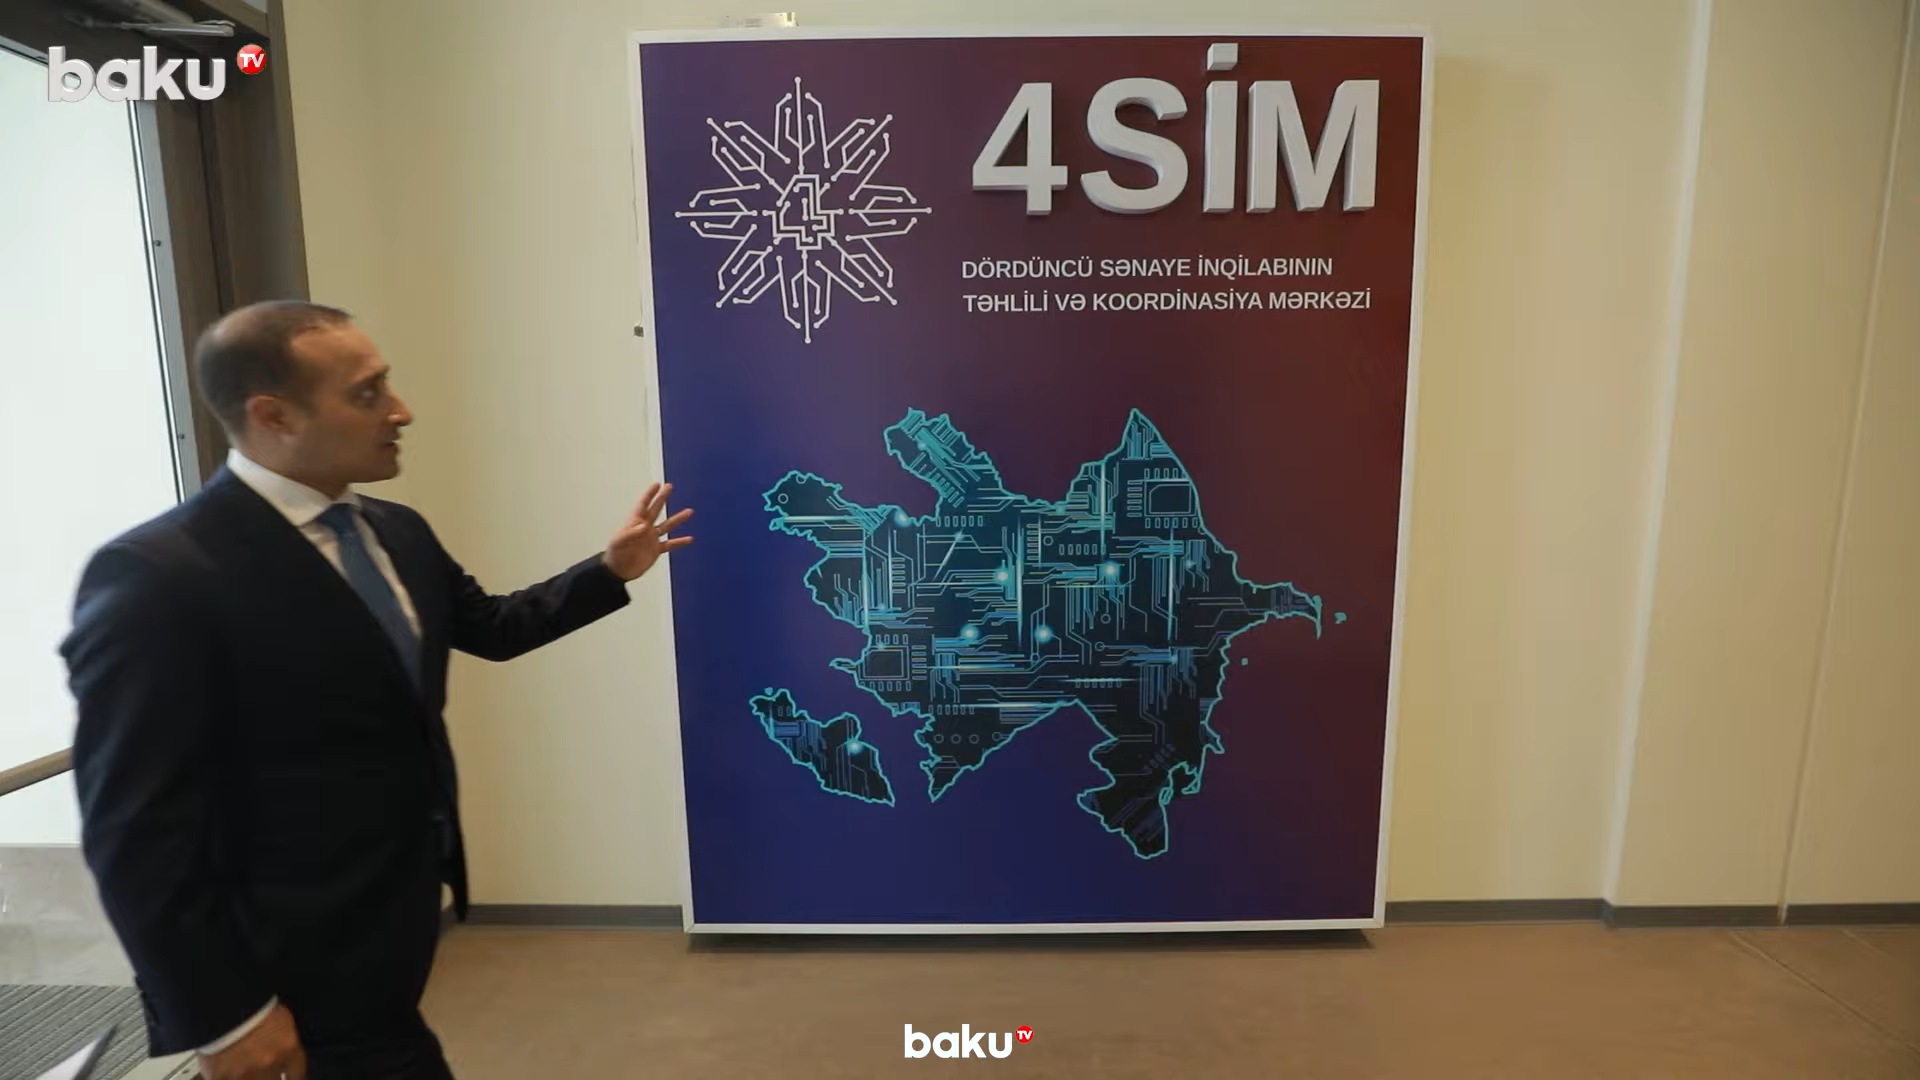 baku TV
4SİM
DÖRDÜNCÜ SƏNAYE İNQİLABININ
TƏHLİLİ VƏ KOORDİNASİYA MƏRKƏZİ
baku TV